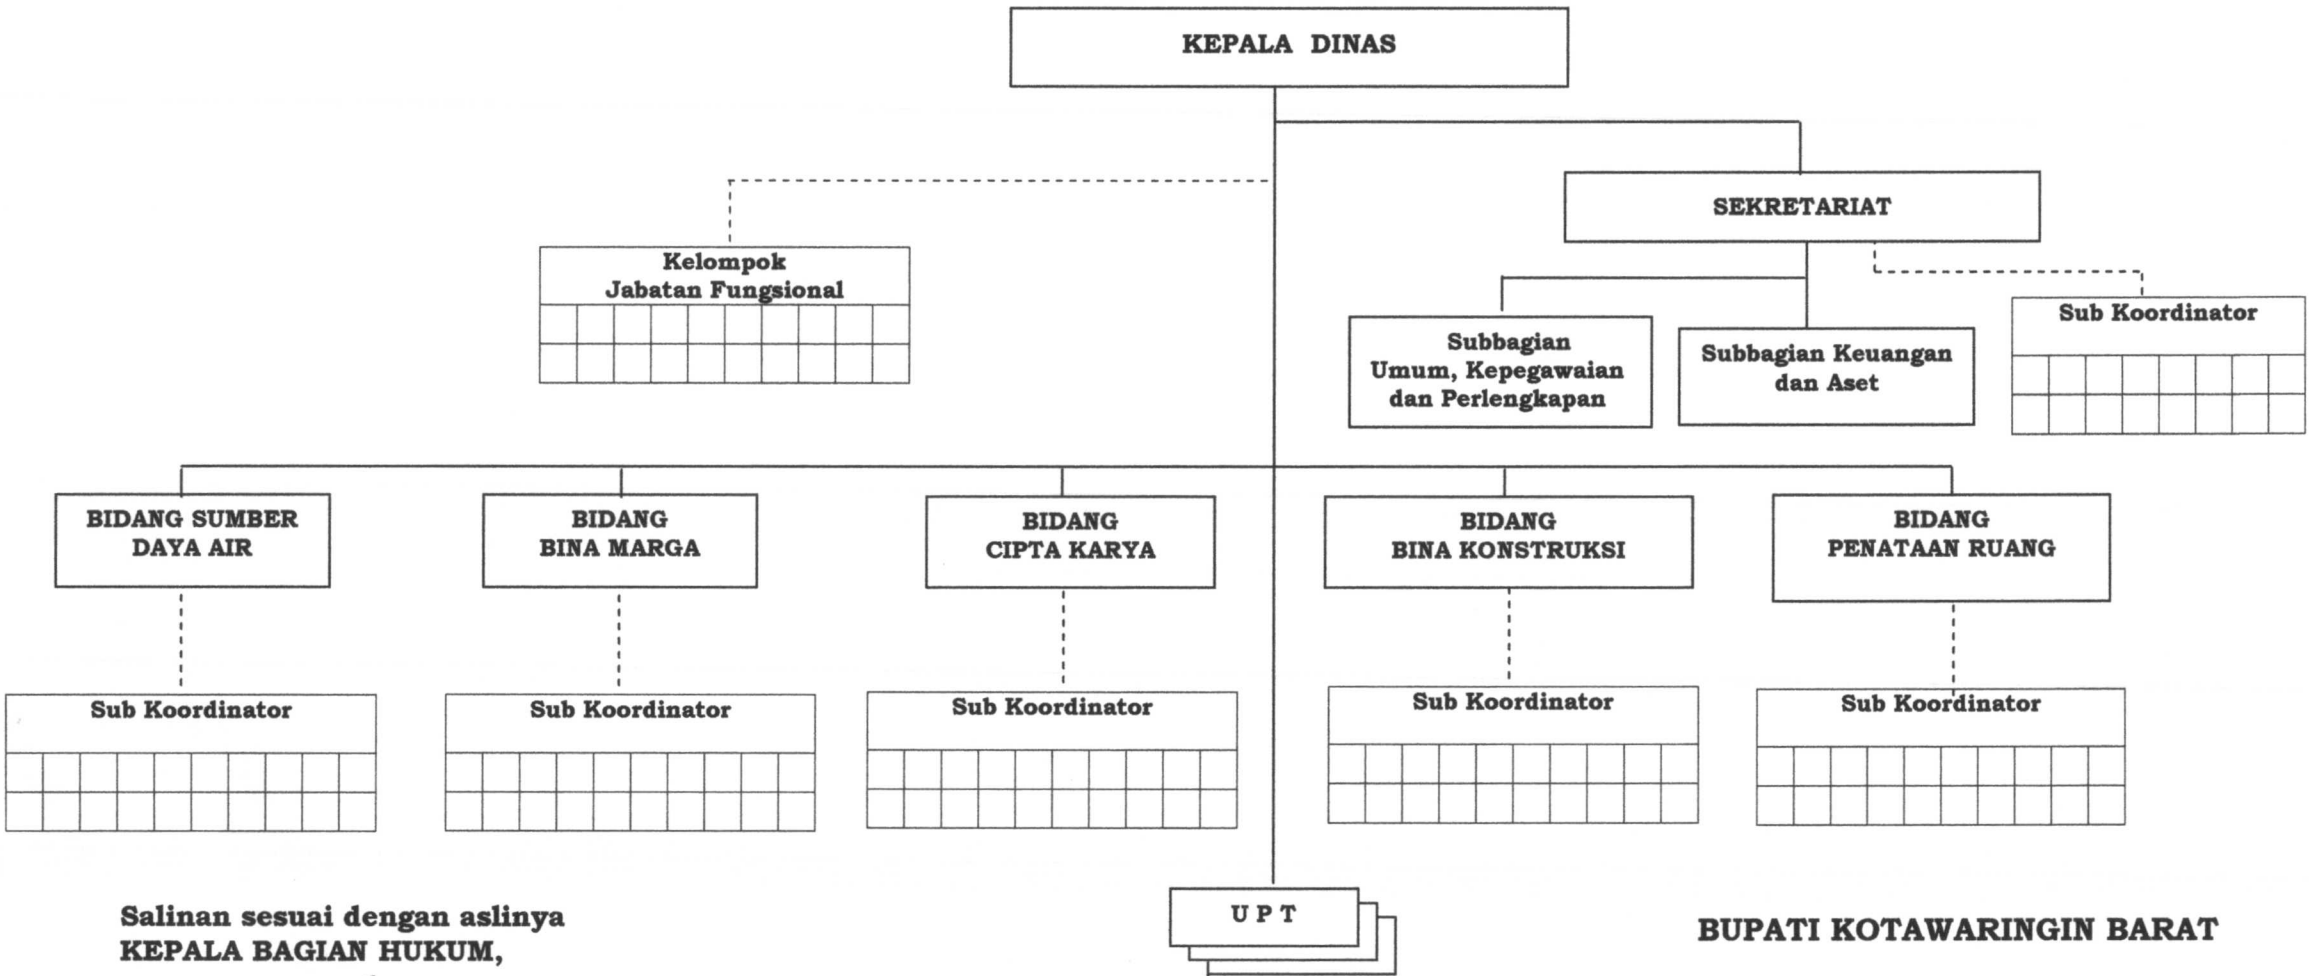 KEPALA DINAS
SEKRETARIAT
Kelompok
Jabatan Fungsional
Subbagian
Umum, Kepegawaian
dan Perlengkapan
Subbagian Keuangan
dan Aset
Sub Koordinator
BIDANG SUMBER
DAYA AIR
BIDANG
BINA MARGA
BIDANG
CIPTA KARYA
BIDANG
BINA KONSTRUKSI
BIDANG
PENATAAN RUANG
Sub Koordinator
Sub Koordinator
Sub Koordinator
Sub Koordinator
Sub Koordinator
U P T
Salinan sesuai dengan aslinya
KEPALA BAGIAN HUKUM,
BUPATI KOTAWARINGIN BARAT